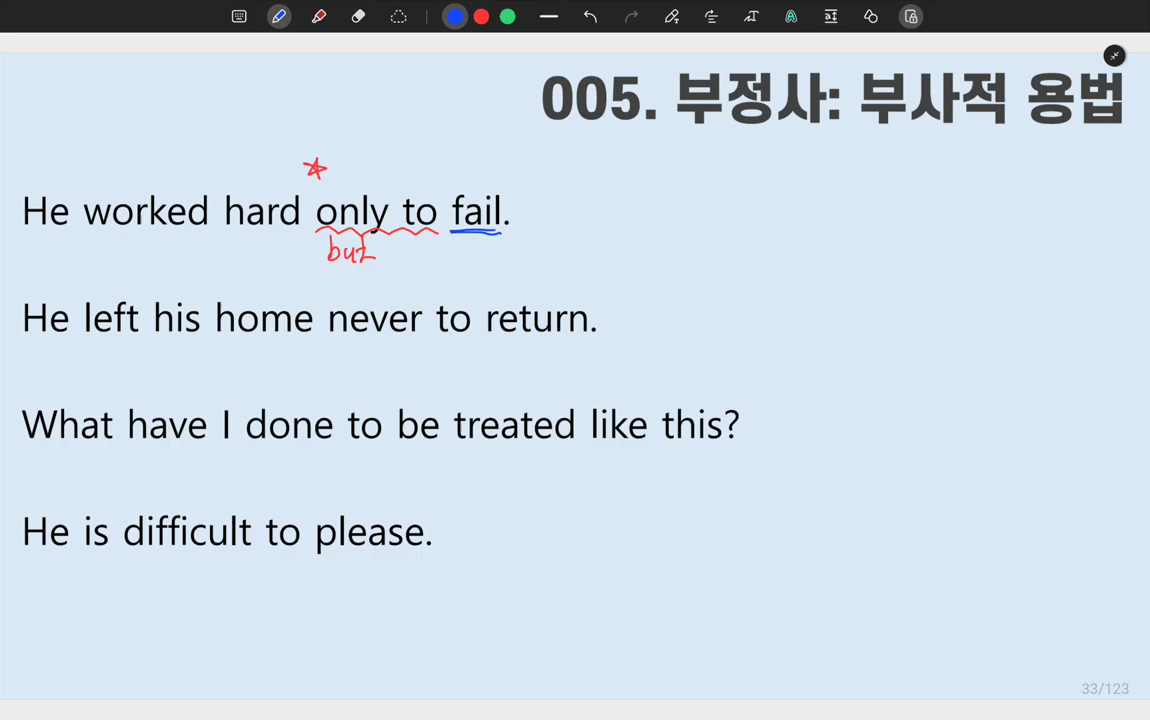 005. 부정사: 부사적 용법
He worked hard only to fail.
but
He left his home never to return.
What have I done to be treated like this?
He is difficult to please.
33/123